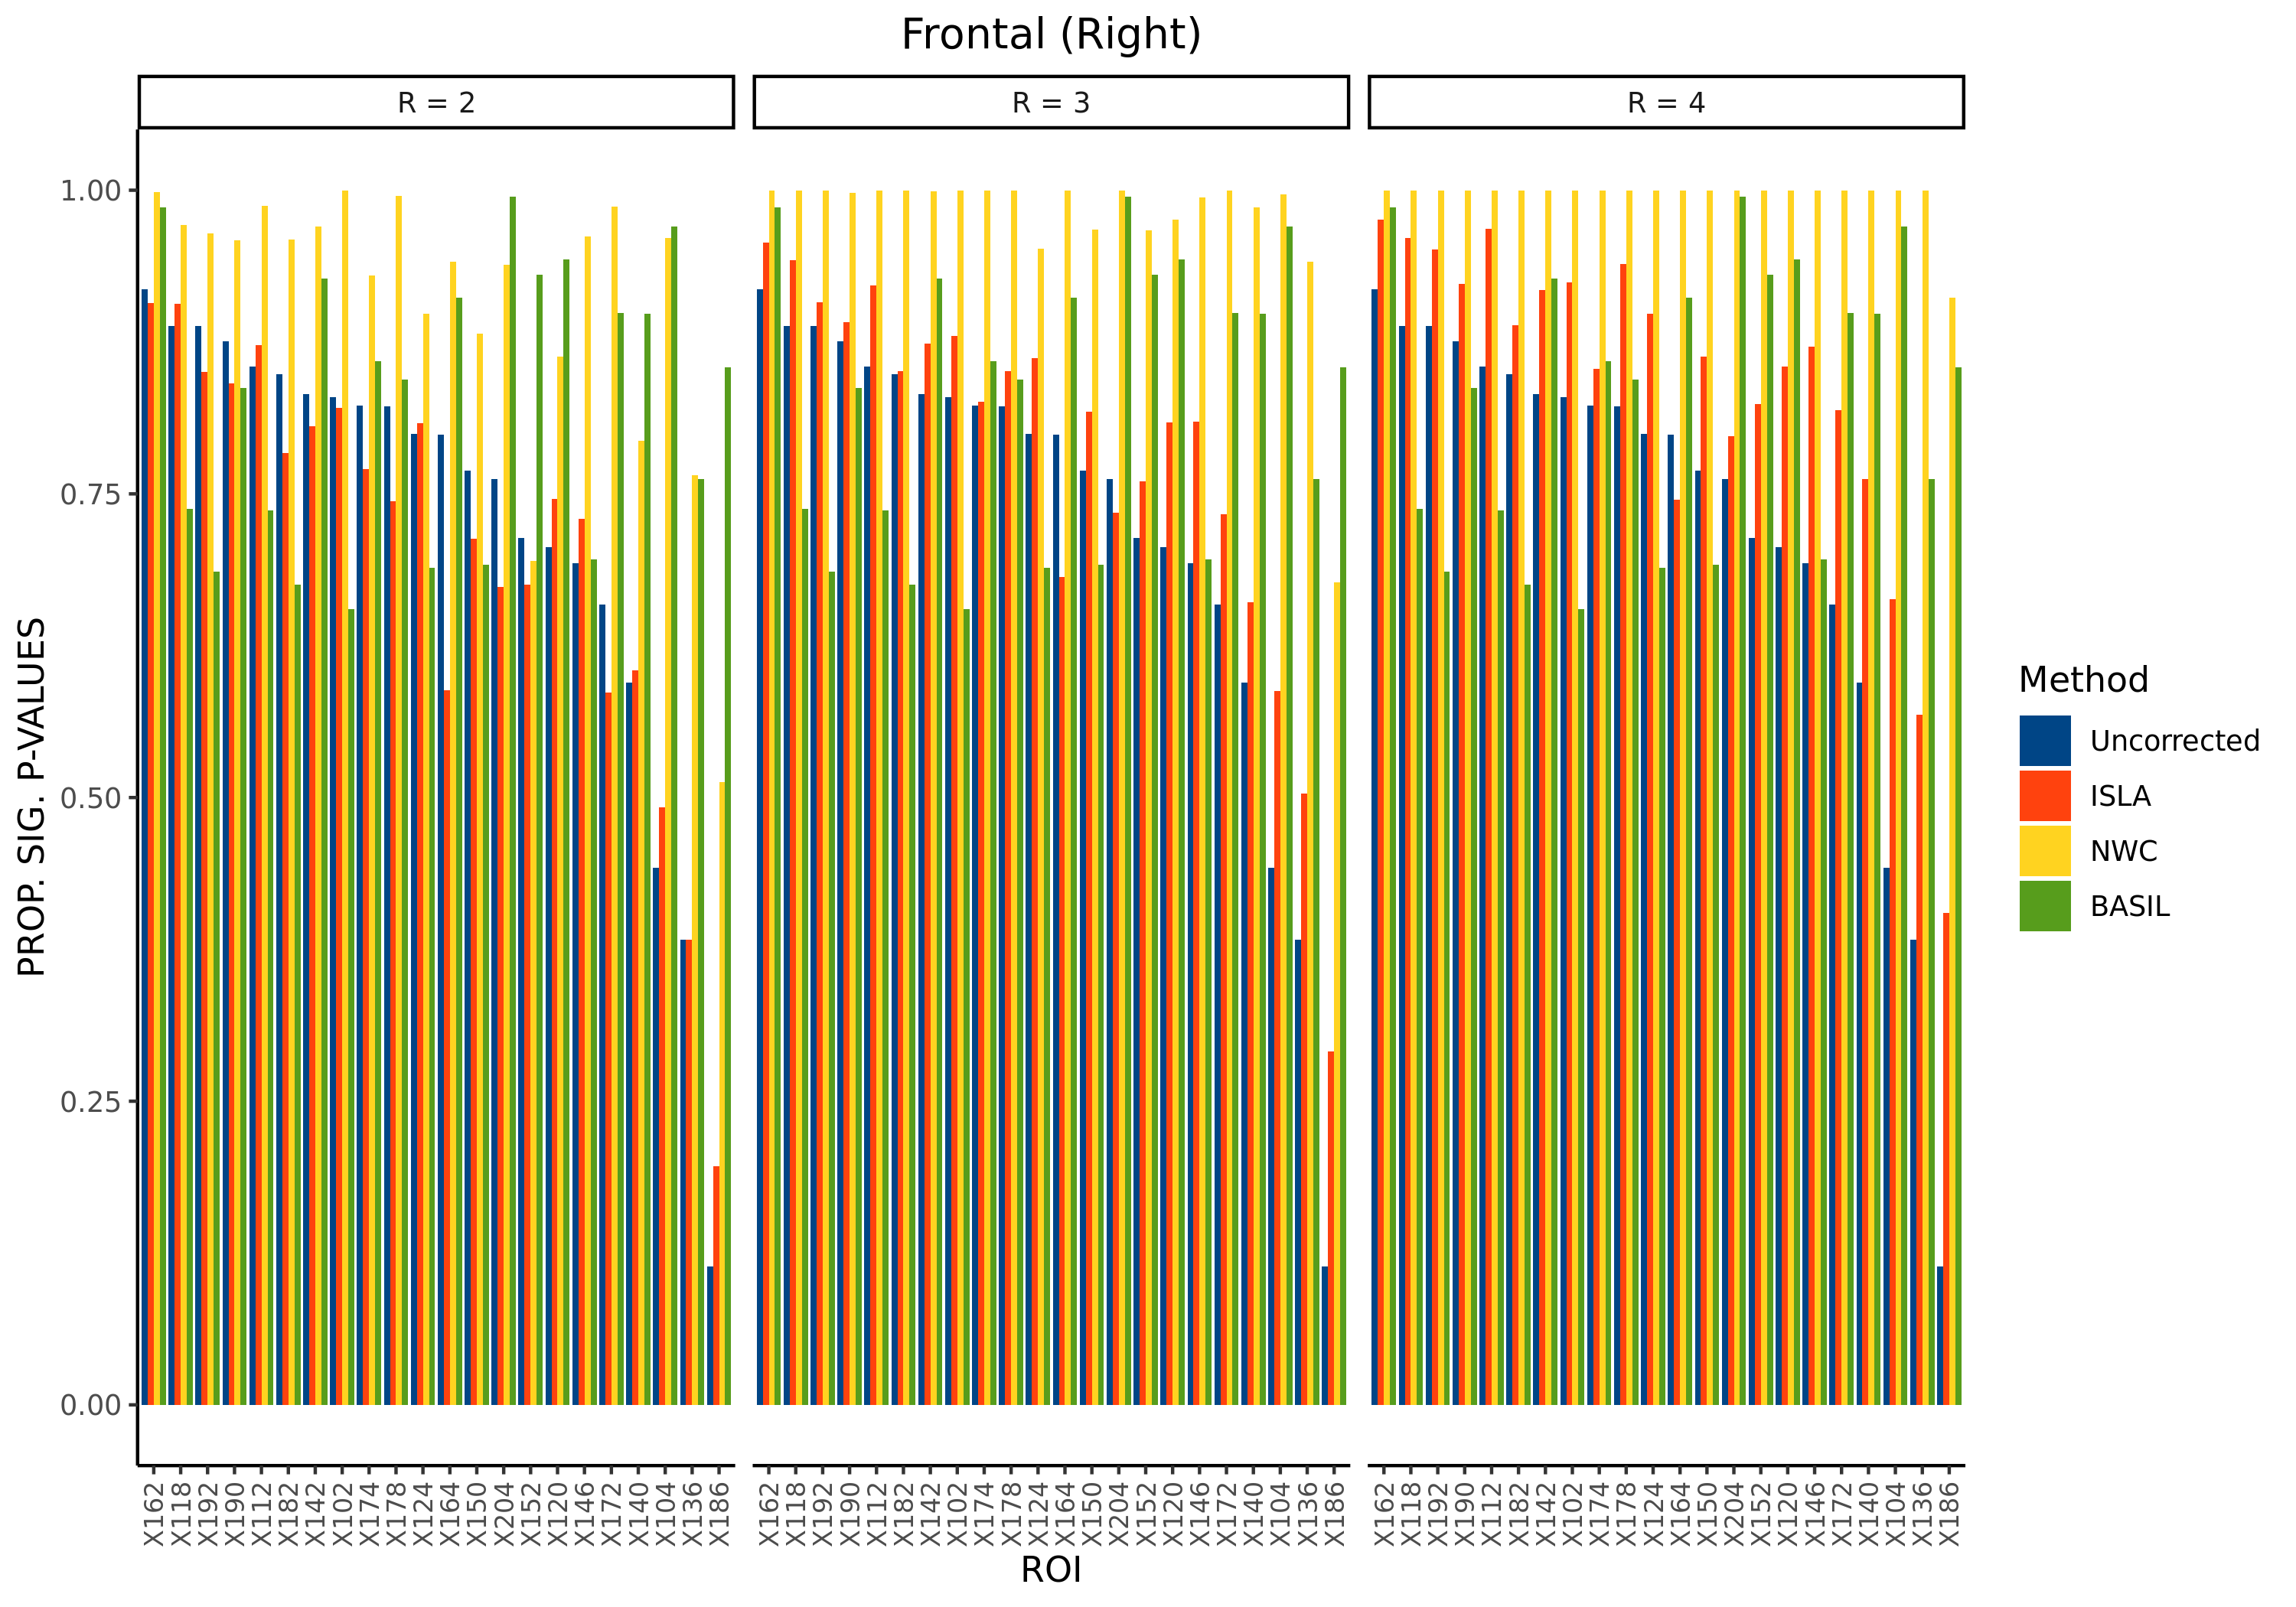 Frontal (Right)
R = 2 R = 3 R = 4
1.00
0.75
0.50
0.25
0.00
PROP. SIG. P-VALUES
X162 X118 X192 X190 X112 X182 X142 X102 X174 X178 X124 X164 X150 X204 X152 X120 X146 X172 X140 X104 X136 X186
X162 X118 X192 X190 X112 X182 X142 X102 X174 X178 X124 X164 X150 X204 X152 X120 X146 X172 X140 X104 X136 X186
X162 X118 X192 X190 X112 X182 X142 X102 X174 X178 X124 X164 X150 X204 X152 X120 X146 X172 X140 X104 X136 X186
ROI
Method
Uncorrected
ISLA
NWC
BASIL